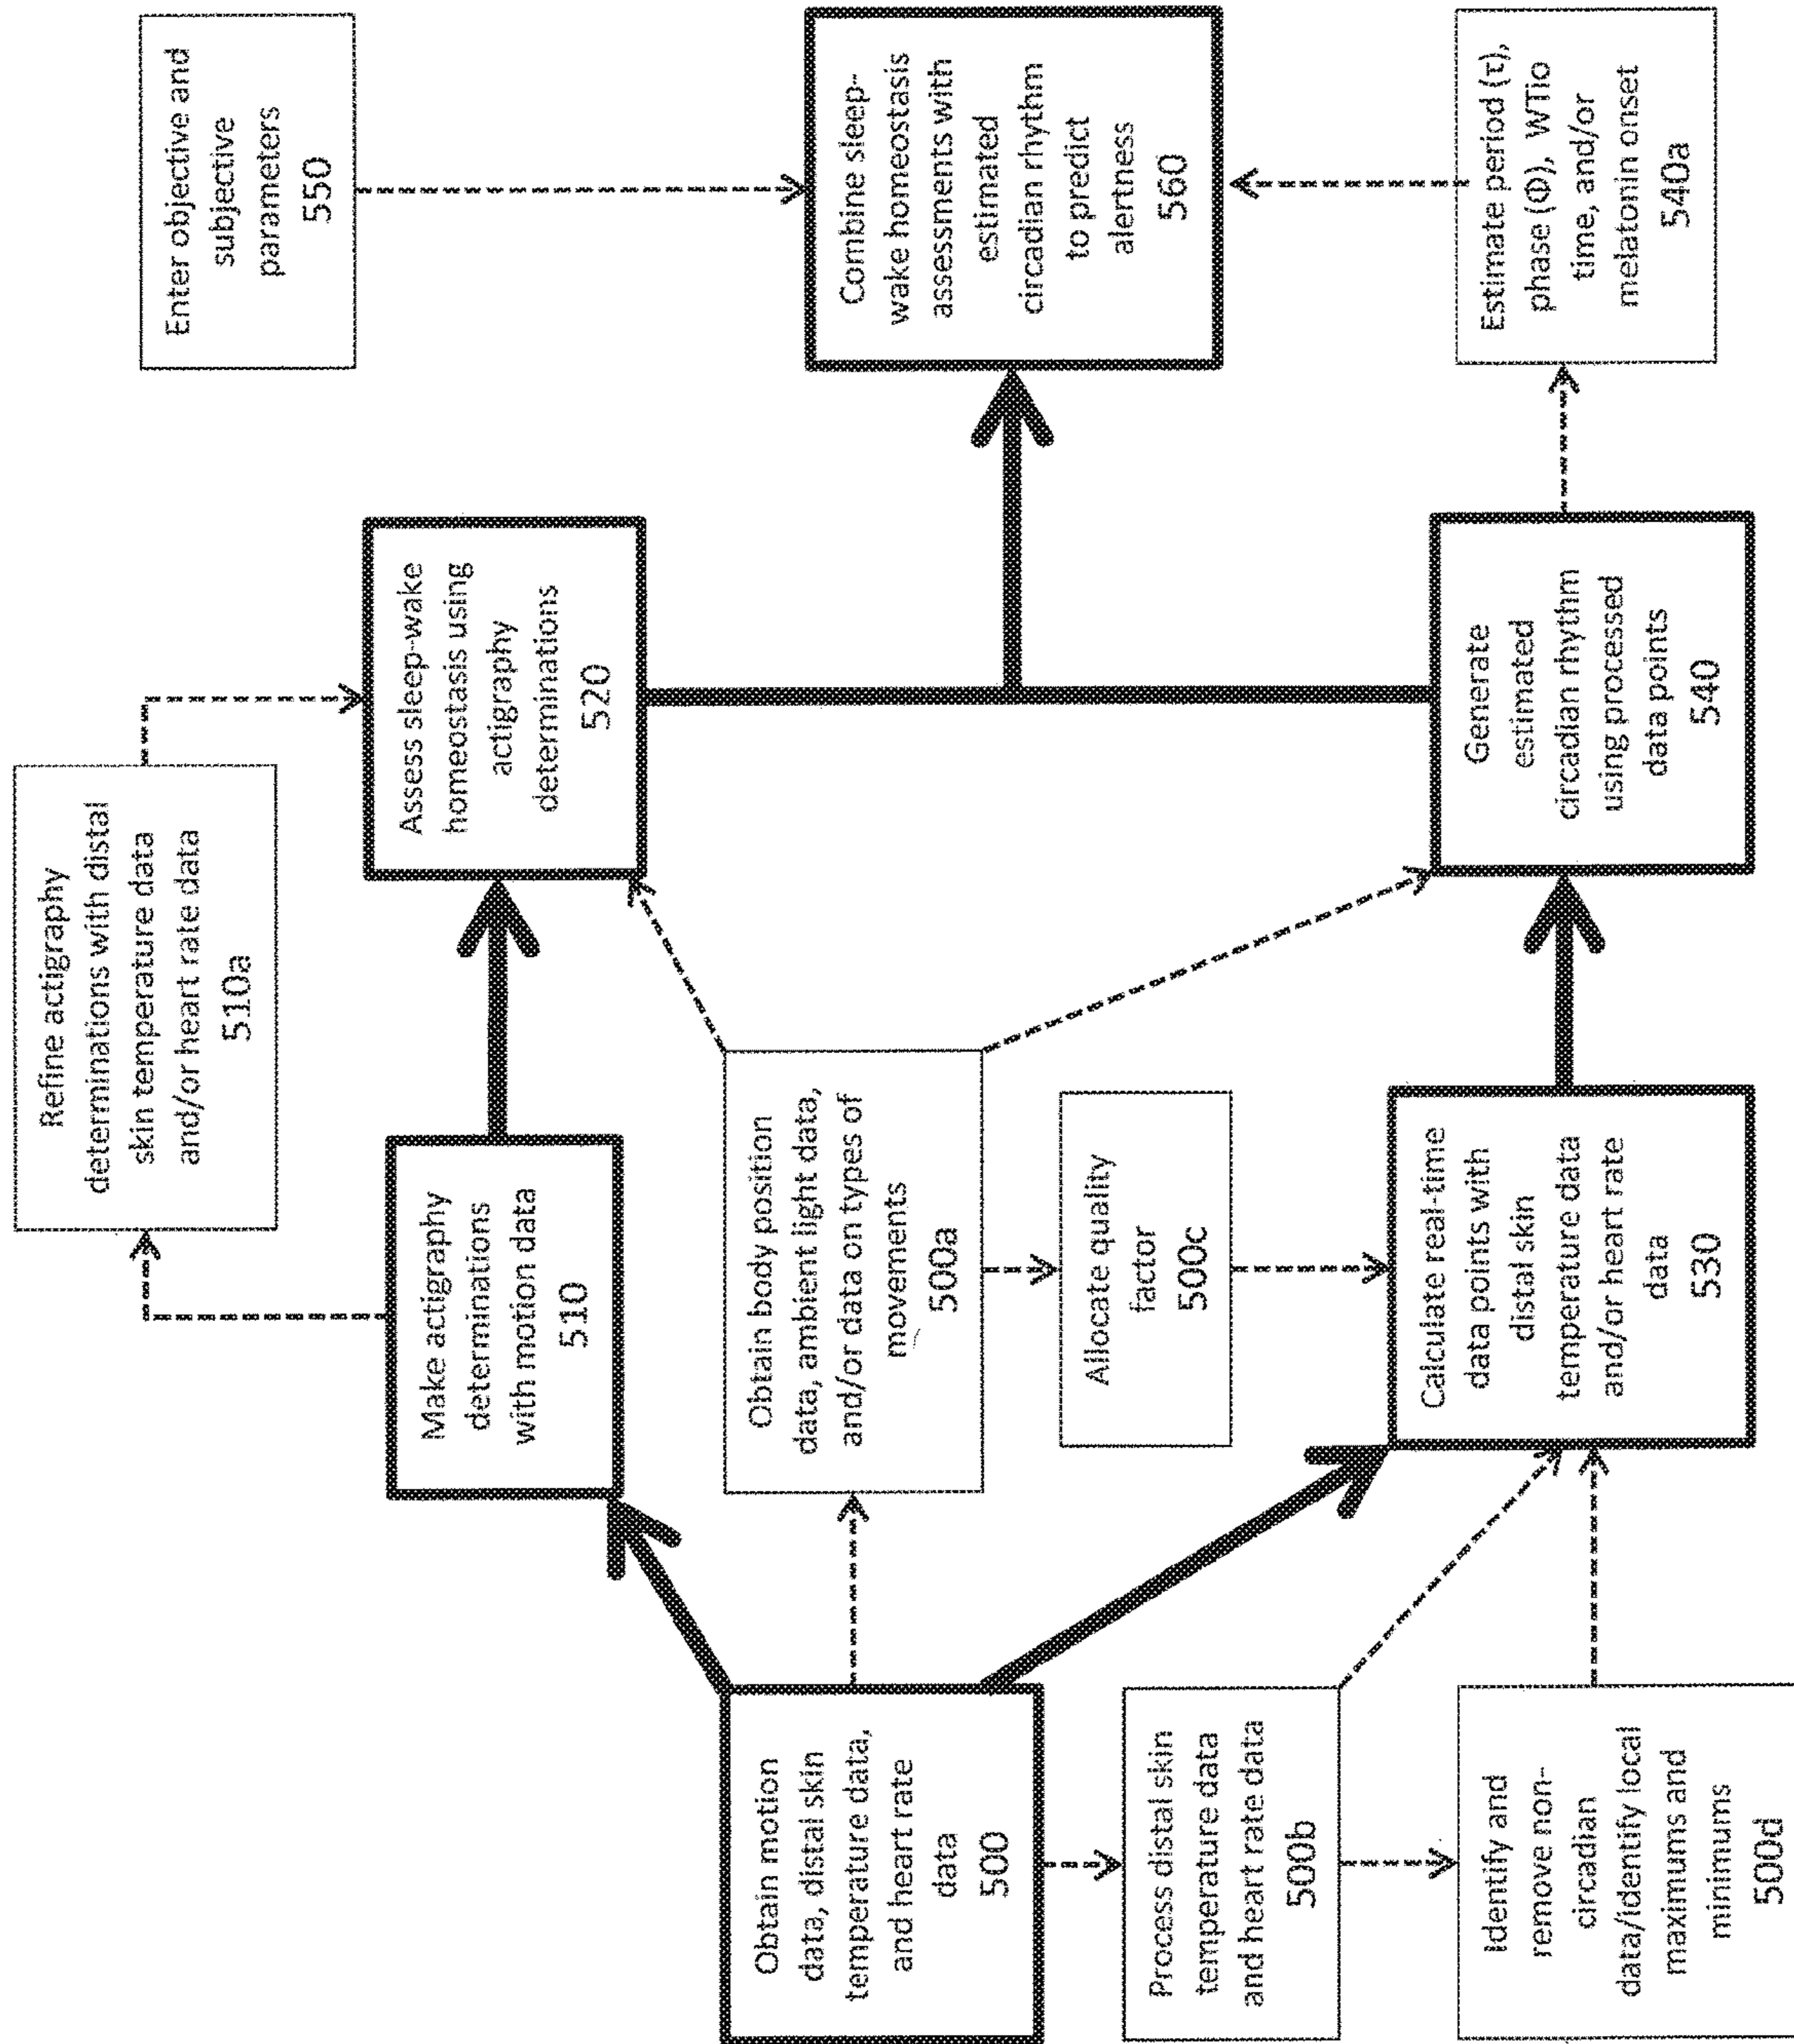 Refine actigraphy
determinations with distal
skin temperature data
and/or heart rate data
510a
Enter objective and
subjective
parameters
550
Make actigraphy
determinations
with motion data
510
Assess sleep-wake
homeostasis using
actigraphy
determinations
520
Obtain motion
data, distal skin
temperature data,
and heart rate
data
500
Obtain body position
data, ambient light data,
and/or data on types of
movements
500a
Combine sleep-
wake homeostasis
assessments with
estimated
circadian rhythm
to predict
alertness
560
Allocate quality
factor
500c
Process distal skin
temperature data
and heart rate data
500b
Calculate real-time
data points with
distal skin
temperature data
and/or heart rate
data
530
Generate
estimated
circadian rhythm
using processed
data points
540
Estimate period (τ),
phase (Φ), WTio
time, and/or
melatonin onset
540a
Identify and
remove non-
circadian
data/identify local
maximums and
minimums
500d